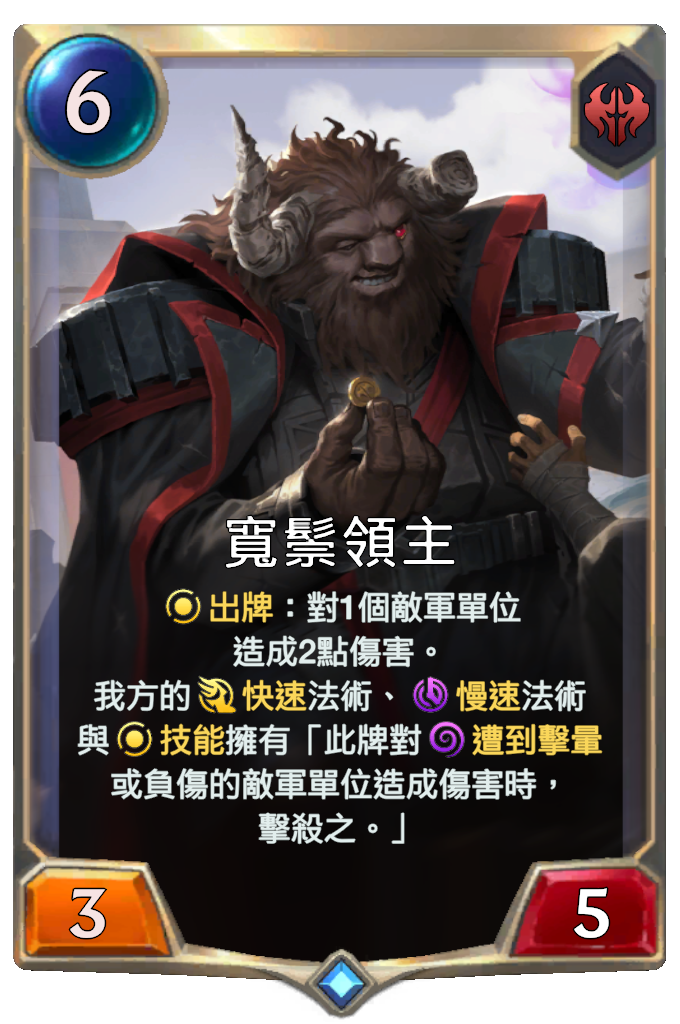 6
寬鬃領主
出牌：對1個敵軍單位
造成2點傷害。
我方的快速法術、慢速法術
與技能擁有「此牌對遭到擊暈
或負傷的敵軍單位造成傷害時，
擊殺之。」
3
5